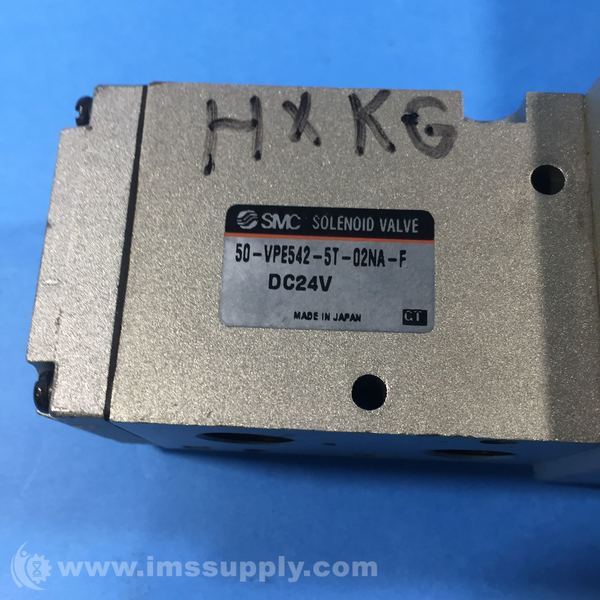 HXKG
SMC SOLENOID VALVE
50-VPE542-5T-02NA-F
DC24V
MADE IN JAPAN CT
www.imssupply.com